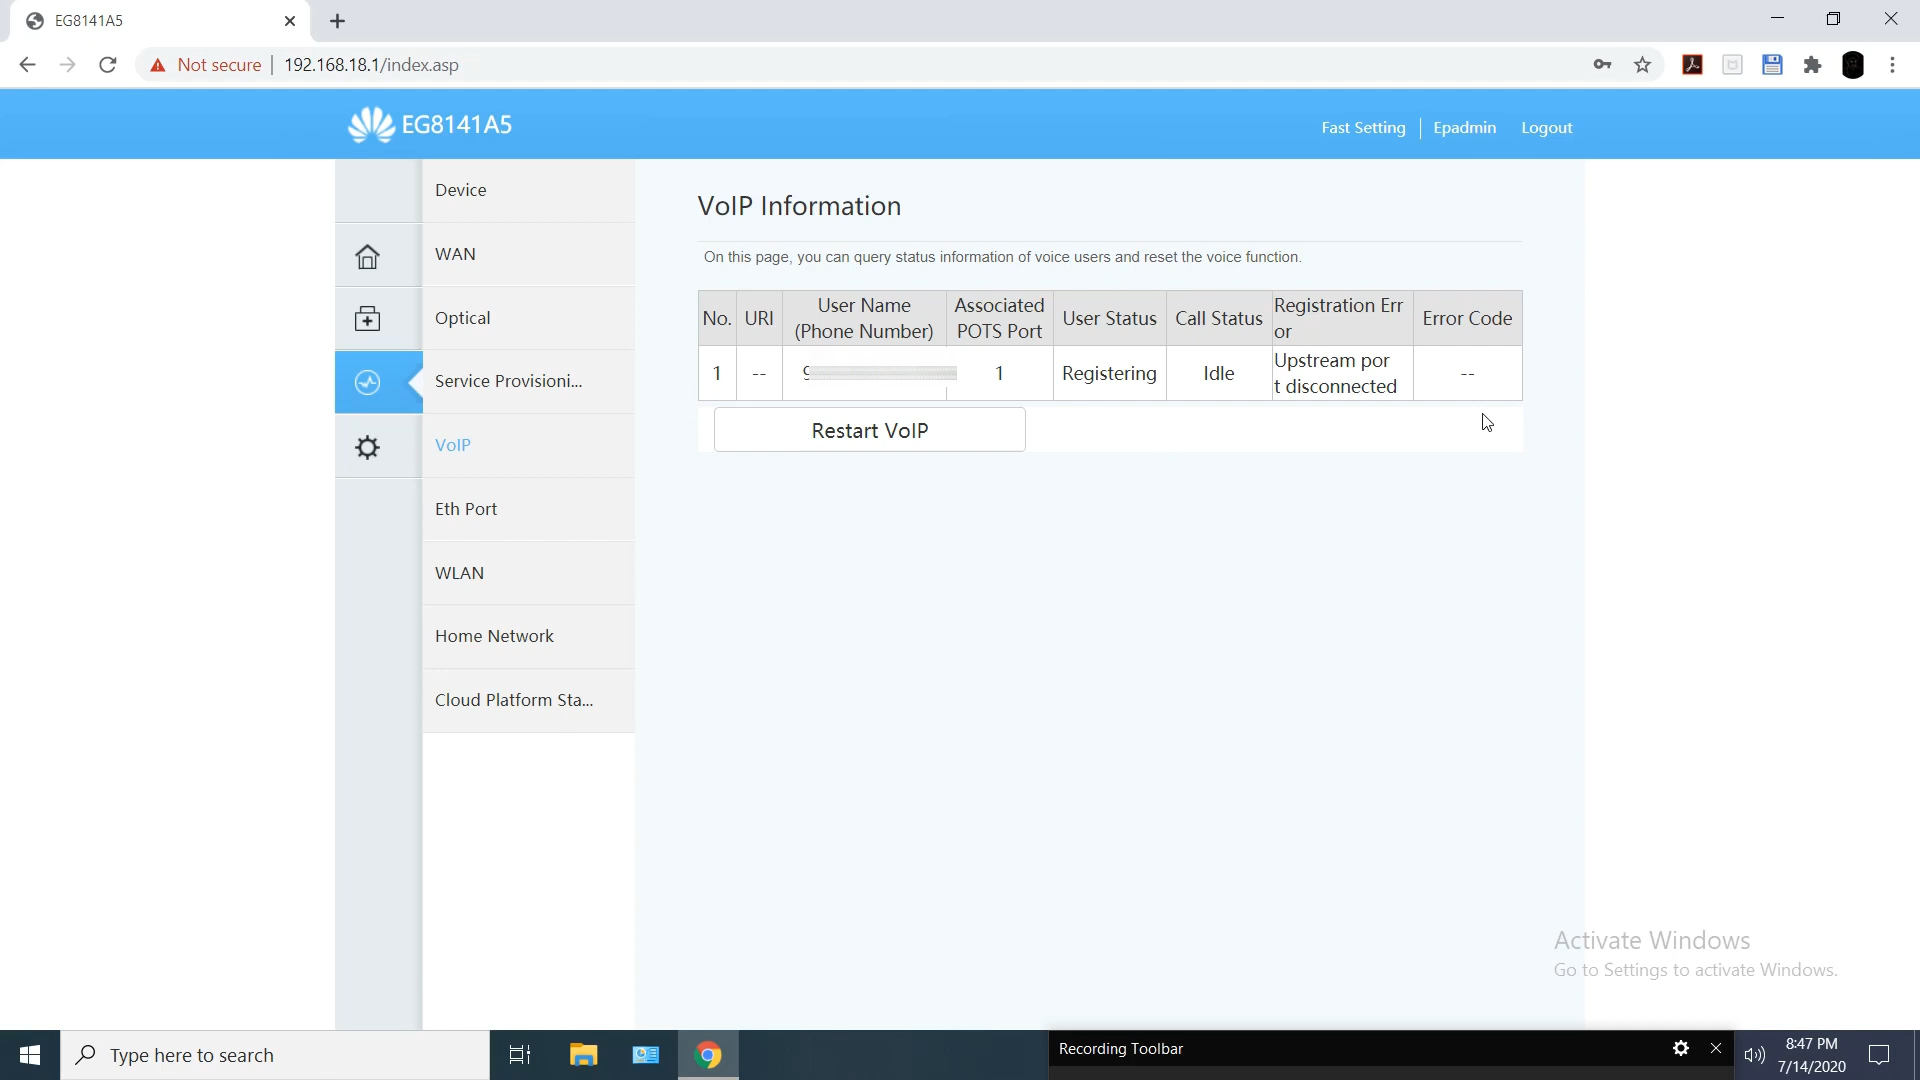 EG8141A5
Not secure
192.168.18.1/index.asp
EG8141A5
Fast Setting
Epadmin
Logout
Device
WAN
Optical
Service Provisioni...
VoIP
Eth Port
WLAN
Home Network
Cloud Platform Sta...
VoIP Information
On this page, you can query status information of voice users and reset the voice function.
No.
URI
User Name
(Phone Number)
Associated
POTS Port
User Status
Call Status
Registration Err
or
Error Code
1
--
1
Registering
Idle
Upstream por
t disconnected
--
Restart VoIP
Activate Windows
Go to Settings to activate Windows.
Type here to search
Recording Toolbar
8:47 PM
7/14/2020